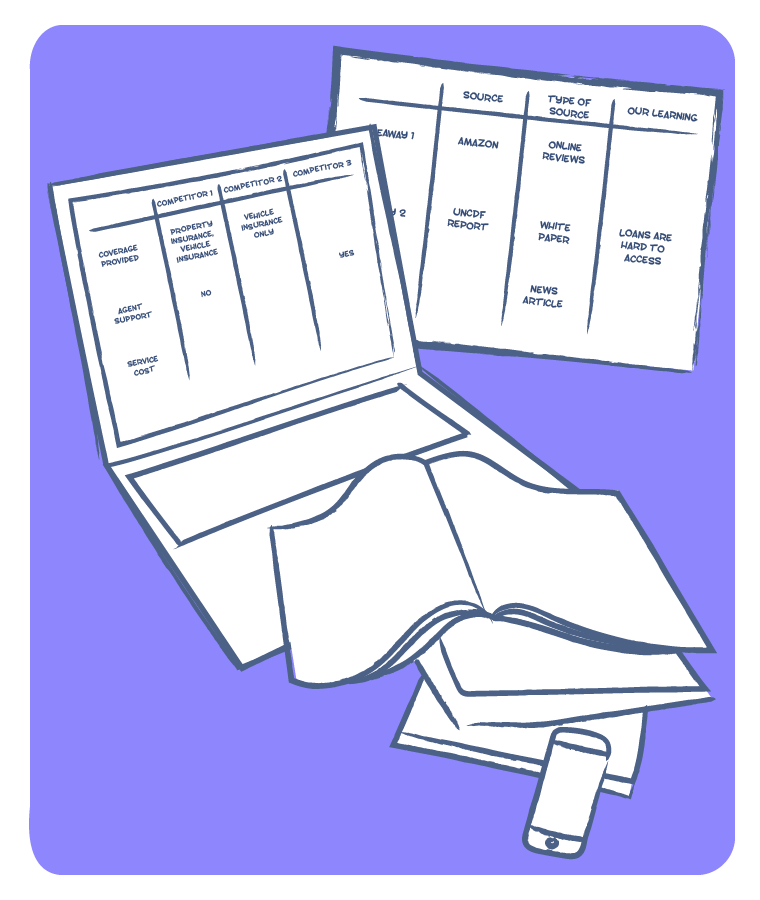 SOURCE
TYPE OF
SOURCE
OUR LEARNING
EAWAY 1
AMAZON
ONLINE
REVIEWS
Y 2
UNCDF
REPORT
WHITE
PAPER
LOANS ARE
HARD TO
ACCESS
NEWS
ARTICLE
COMPETITOR 1
COMPETITOR 2
COMPETITOR 3
COVERAGE
PROVIDED
PROPERTY
INSURANCE,
VEHICLE
INSURANCE
VEHICLE
INSURANCE
ONLY
YES
AGENT
SUPPORT
NO
SERVICE
COST